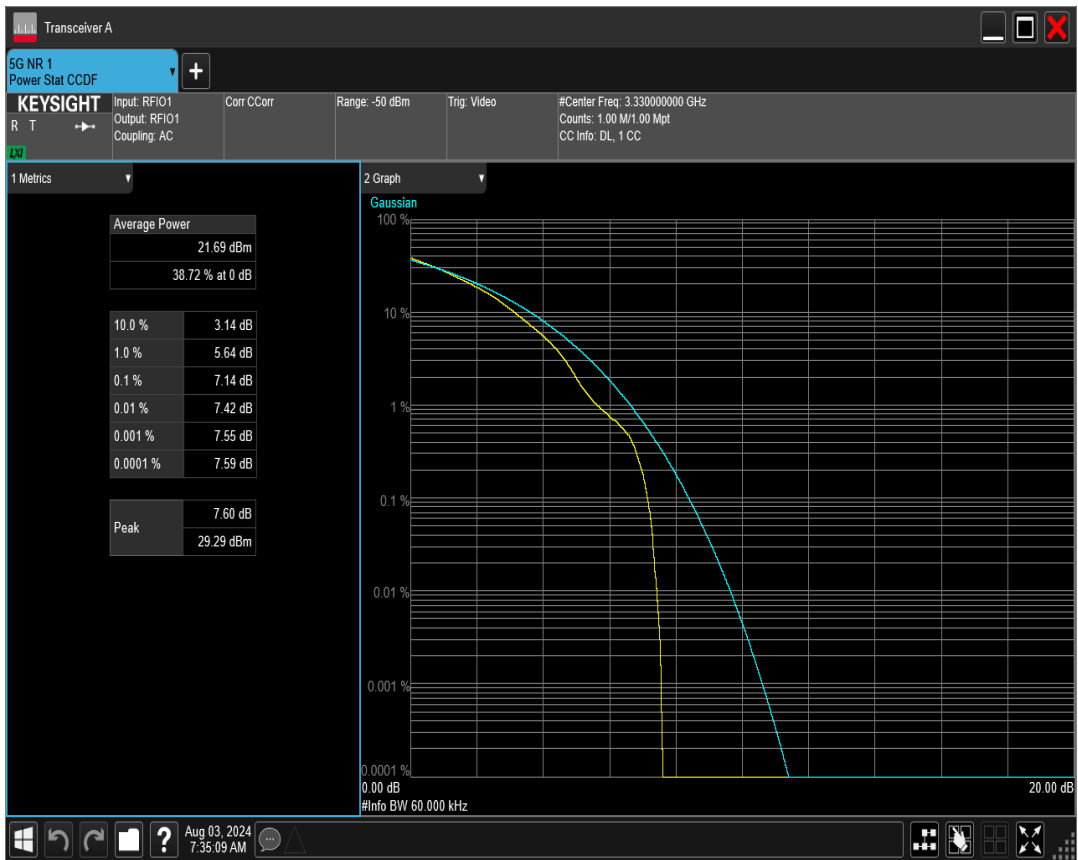 Transceiver A
5G NR 1
Power Stat CCDF
KEYSIGHT
R T
LXI
Input: RFIO1
Output: RFIO1
Coupling: AC
Corr CCorr
Range: -50 dBm
Trig: Video
#Center Freq: 3.330000000 GHz
Counts: 1.00 M/1.00 Mpt
CC Info: DL, 1 CC
1 Metrics
Average Power
21.69 dBm
38.72 % at 0 dB
10.0 % 3.14 dB
1.0 % 5.64 dB
0.1 % 7.14 dB
0.01 % 7.42 dB
0.001 % 7.55 dB
0.0001 % 7.59 dB
Peak
7.60 dB
29.29 dBm
2 Graph
Gaussian
100 %
10 %
1 %
0.1 %
0.01 %
0.001 %
0.0001 %
0.00 dB
20.00 dB
#Info BW 60.000 kHz
?
Aug 03, 2024
7:35:09 AM